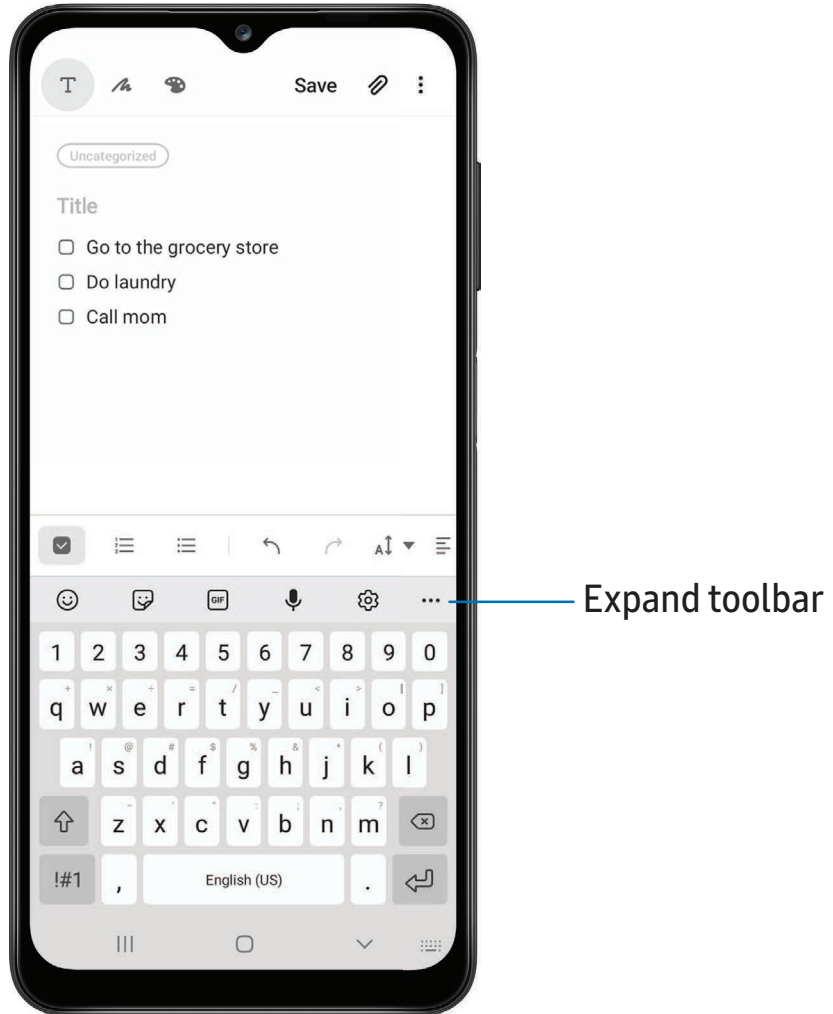 T Save
Uncategorized
Title
Go to the grocery store
Do laundry
Call mom
A
GIF
Expand toolbar
1 2 3 4 5 6 7 8 9 0
q w e r t y u i o p
a s d f g h j k l
z x c v b n m
!#1 , English (US) .